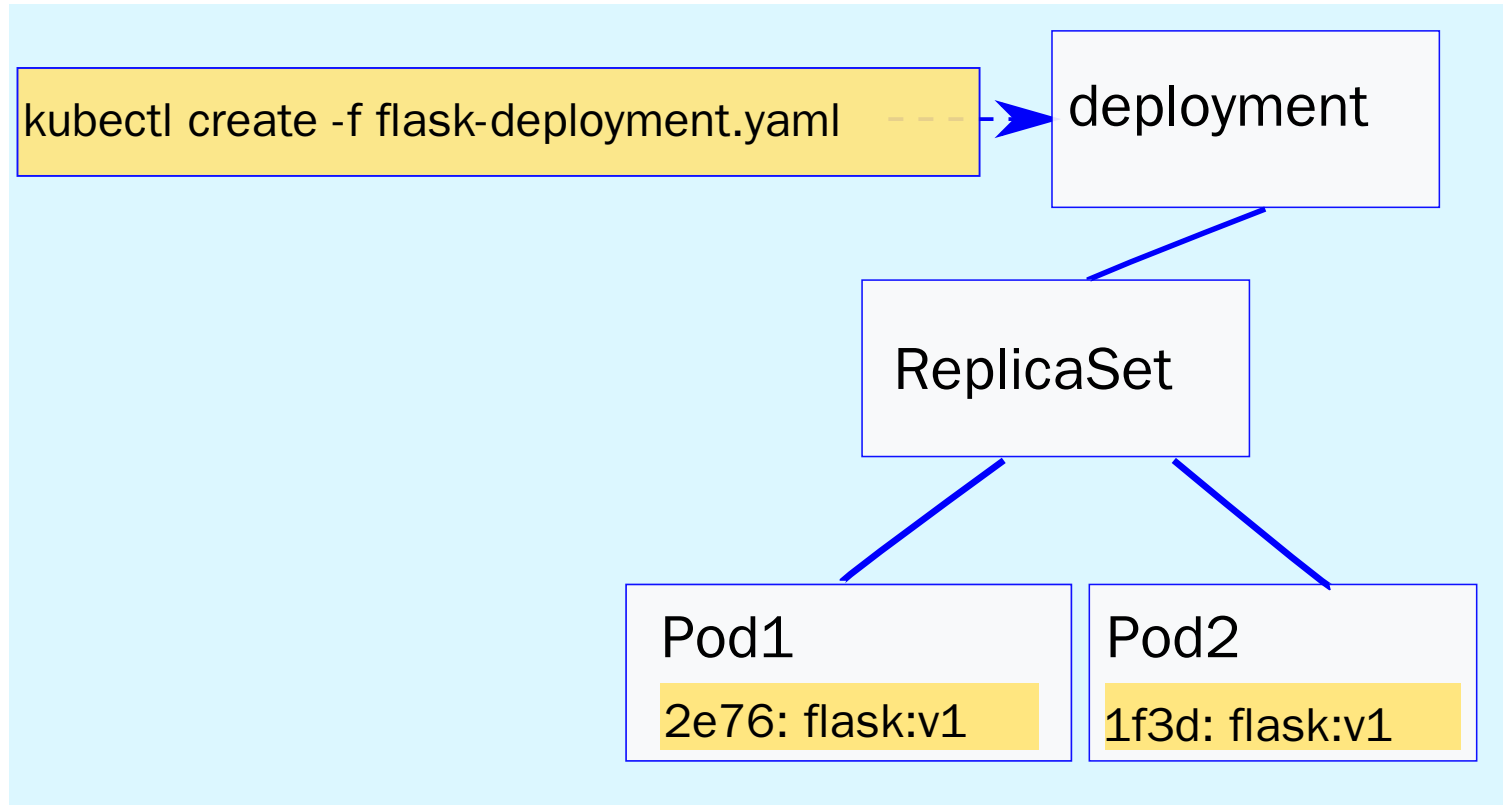 kubectl create -f flask-deployment.yaml
deployment
ReplicaSet
Pod1
2e76: flask:v1
Pod2
1f3d: flask:v1